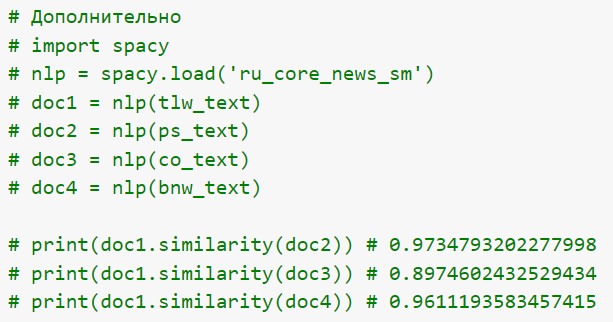 # Дополнительно
# import spacy
# nlp = spacy.load('ru_core_news_sm')
# doc1 = nlp(tlw_text)
# doc2 = nlp(ps_text)
# doc3 = nlp(co_text)
# doc4 = nlp(bnw_text)
# print(doc1.similarity(doc2)) # 0.9734793202277998
# print(doc1.similarity(doc3)) # 0.8974602432529434
# print(doc1.similarity(doc4)) # 0.9611193583457415